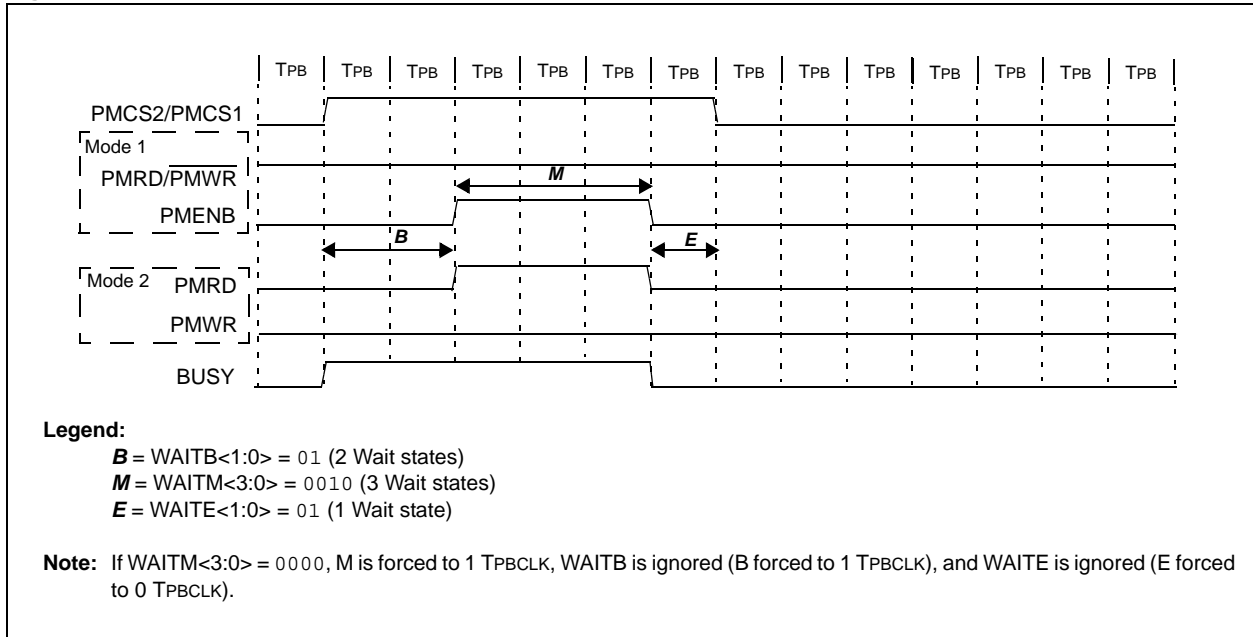 TPB TPB TPB TPB TPB TPB TPB TPB TPB TPB TPB TPB TPB TPB
PMCS2/PMCS1
Mode 1
PMRD/PMWR
M
PMENB
B
E
Mode 2
PMRD
PMWR
BUSY
Legend:
B = WAITB<1:0> = 01 (2 Wait states)
M = WAITM<3:0> = 0010 (3 Wait states)
E = WAITE<1:0> = 01 (1 Wait state)
Note: If WAITM<3:0> = 0000, M is forced to 1 TPBCLK, WAITB is ignored (B forced to 1 TPBCLK), and WAITE is ignored (E forced
to 0 TPBCLK).